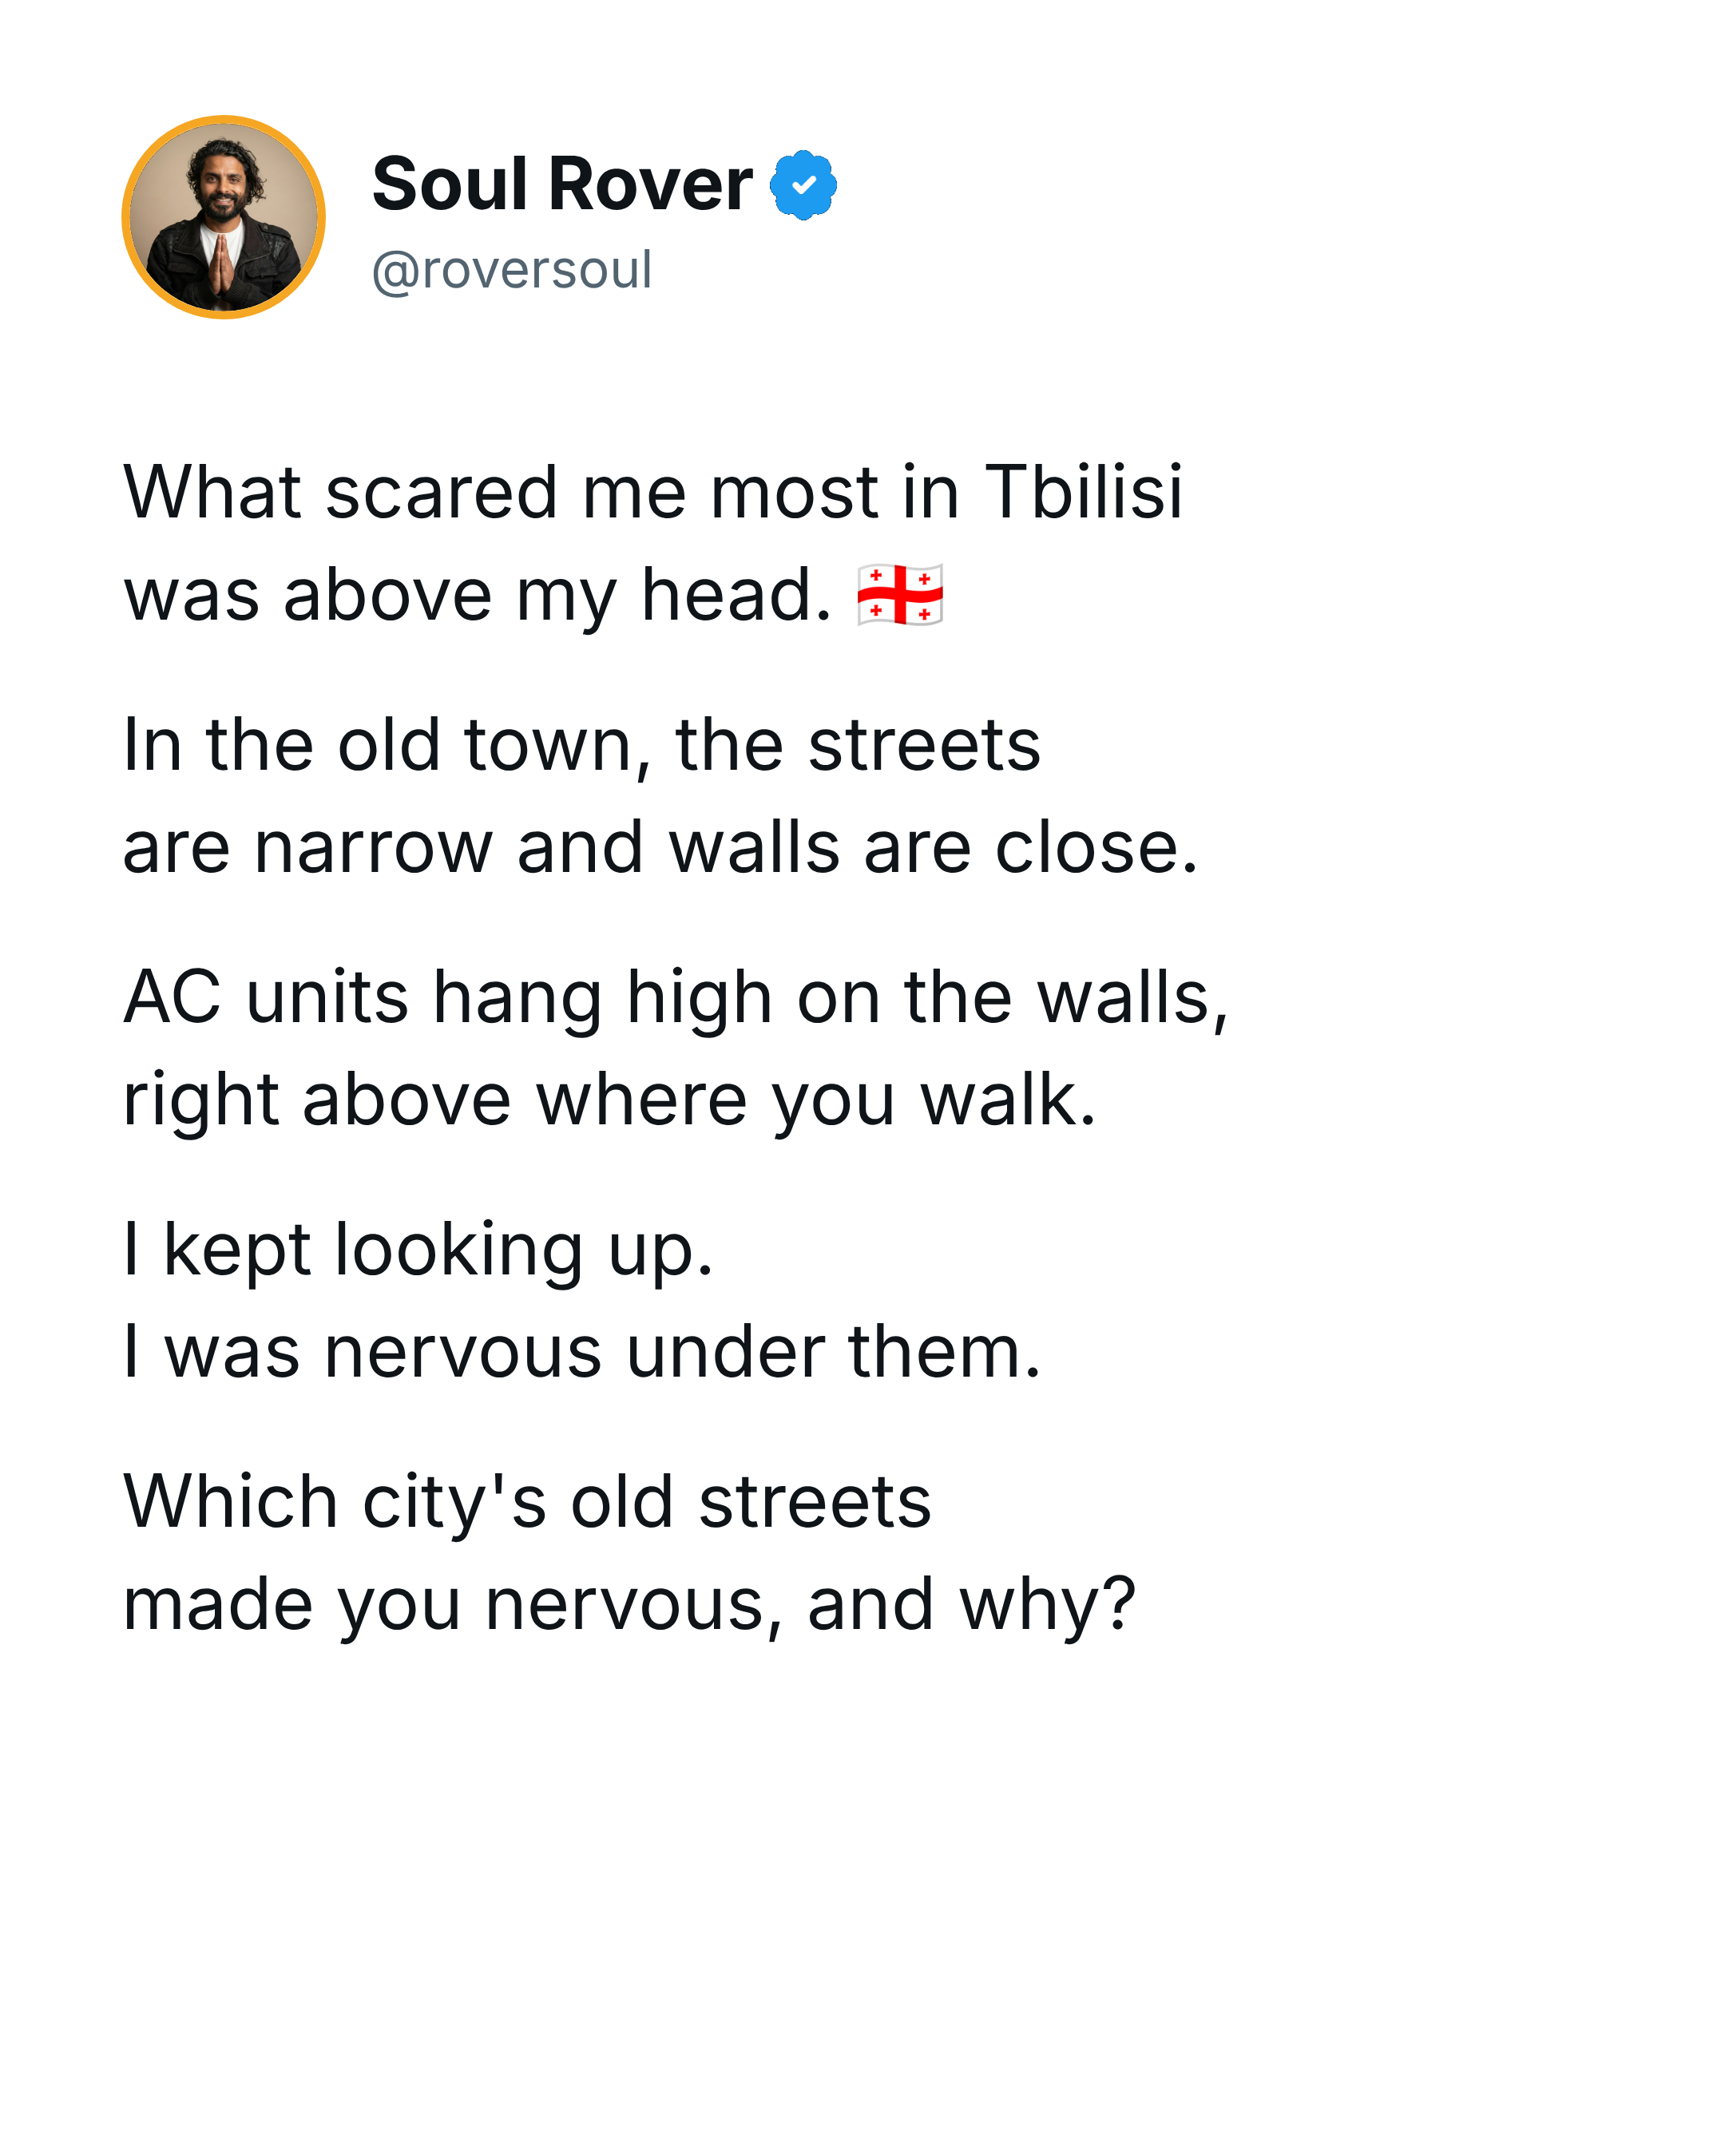 Soul Rover
@roversoul
What scared me most in Tbilisi
was above my head. 🇬🇪
In the old town, the streets
are narrow and walls are close.
AC units hang high on the walls,
right above where you walk.
I kept looking up.
I was nervous under them.
Which city's old streets
made you nervous, and why?